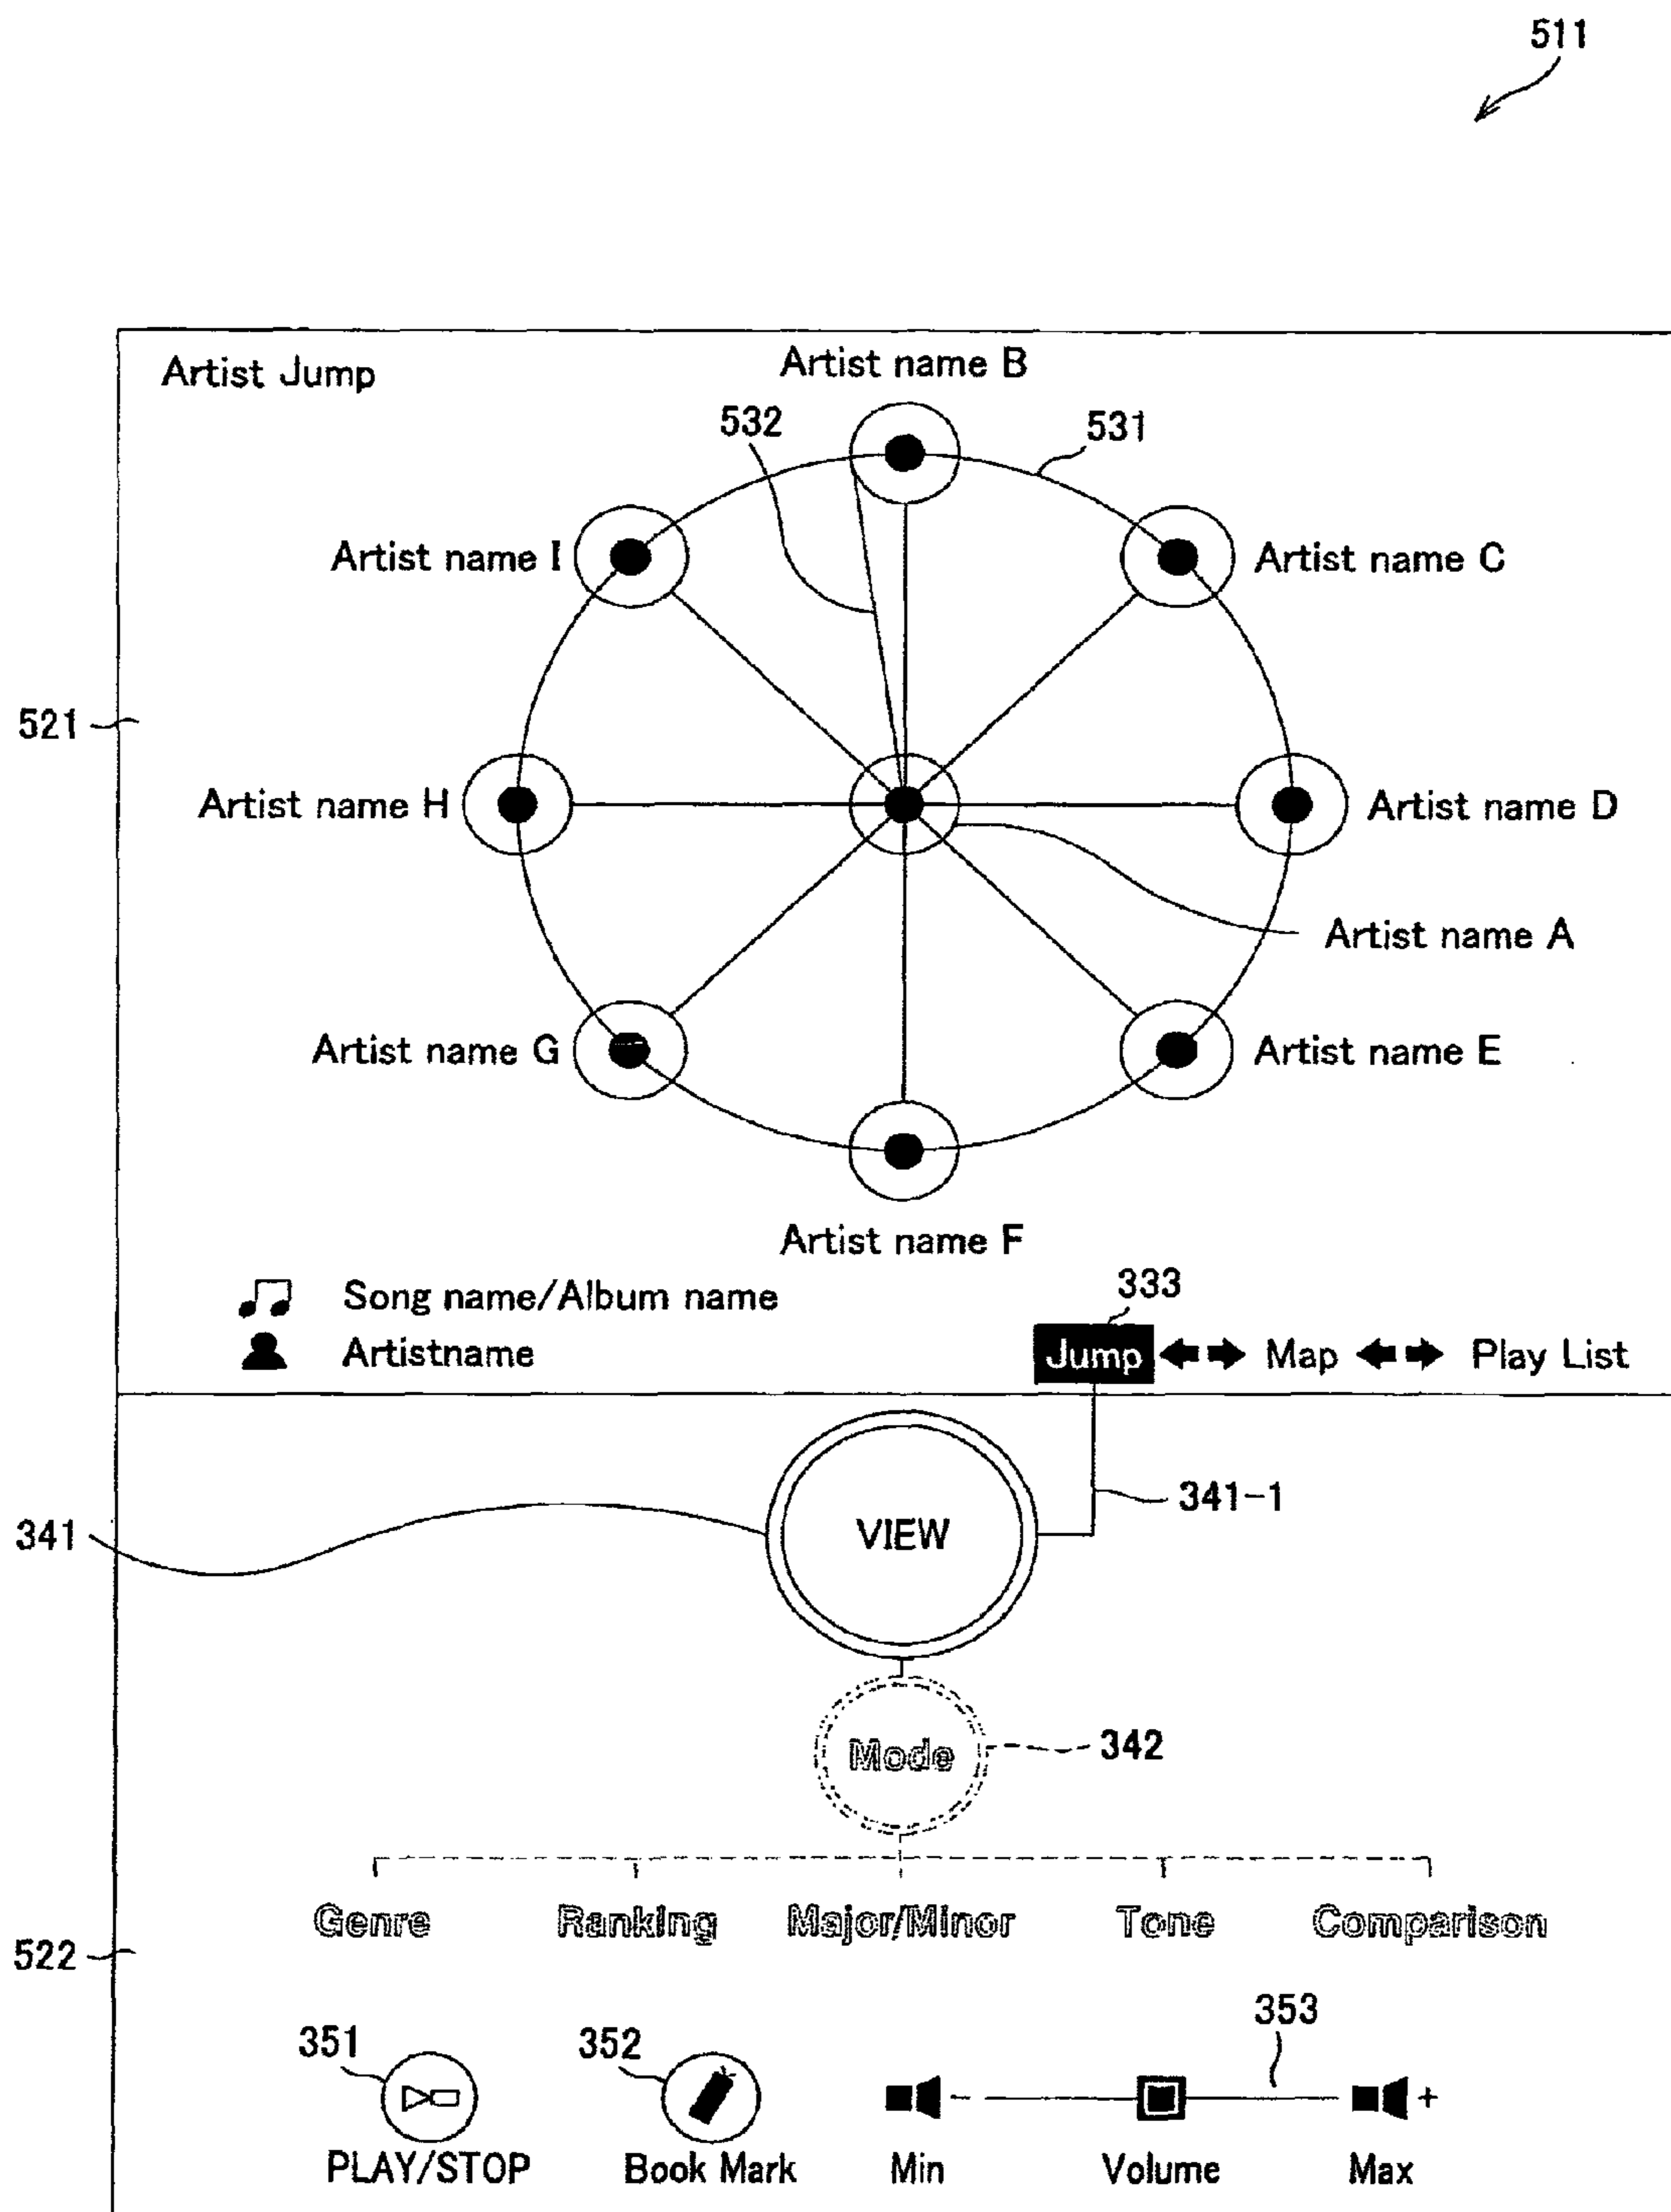 511
Artist Jump
Artist name B
532
531
Artist name I
Artist name C
521
Artist name H
Artist name D
Artist name A
Artist name G
Artist name E
Artist name F
333
Song name/Album name
Artistname
Jump Map Play List
341-1
341
VIEW
Mode
342
Genre Ranking Major/Minor Tone Comparison
522
353
351
352
- +
PLAY/STOP Book Mark Min Volume Max